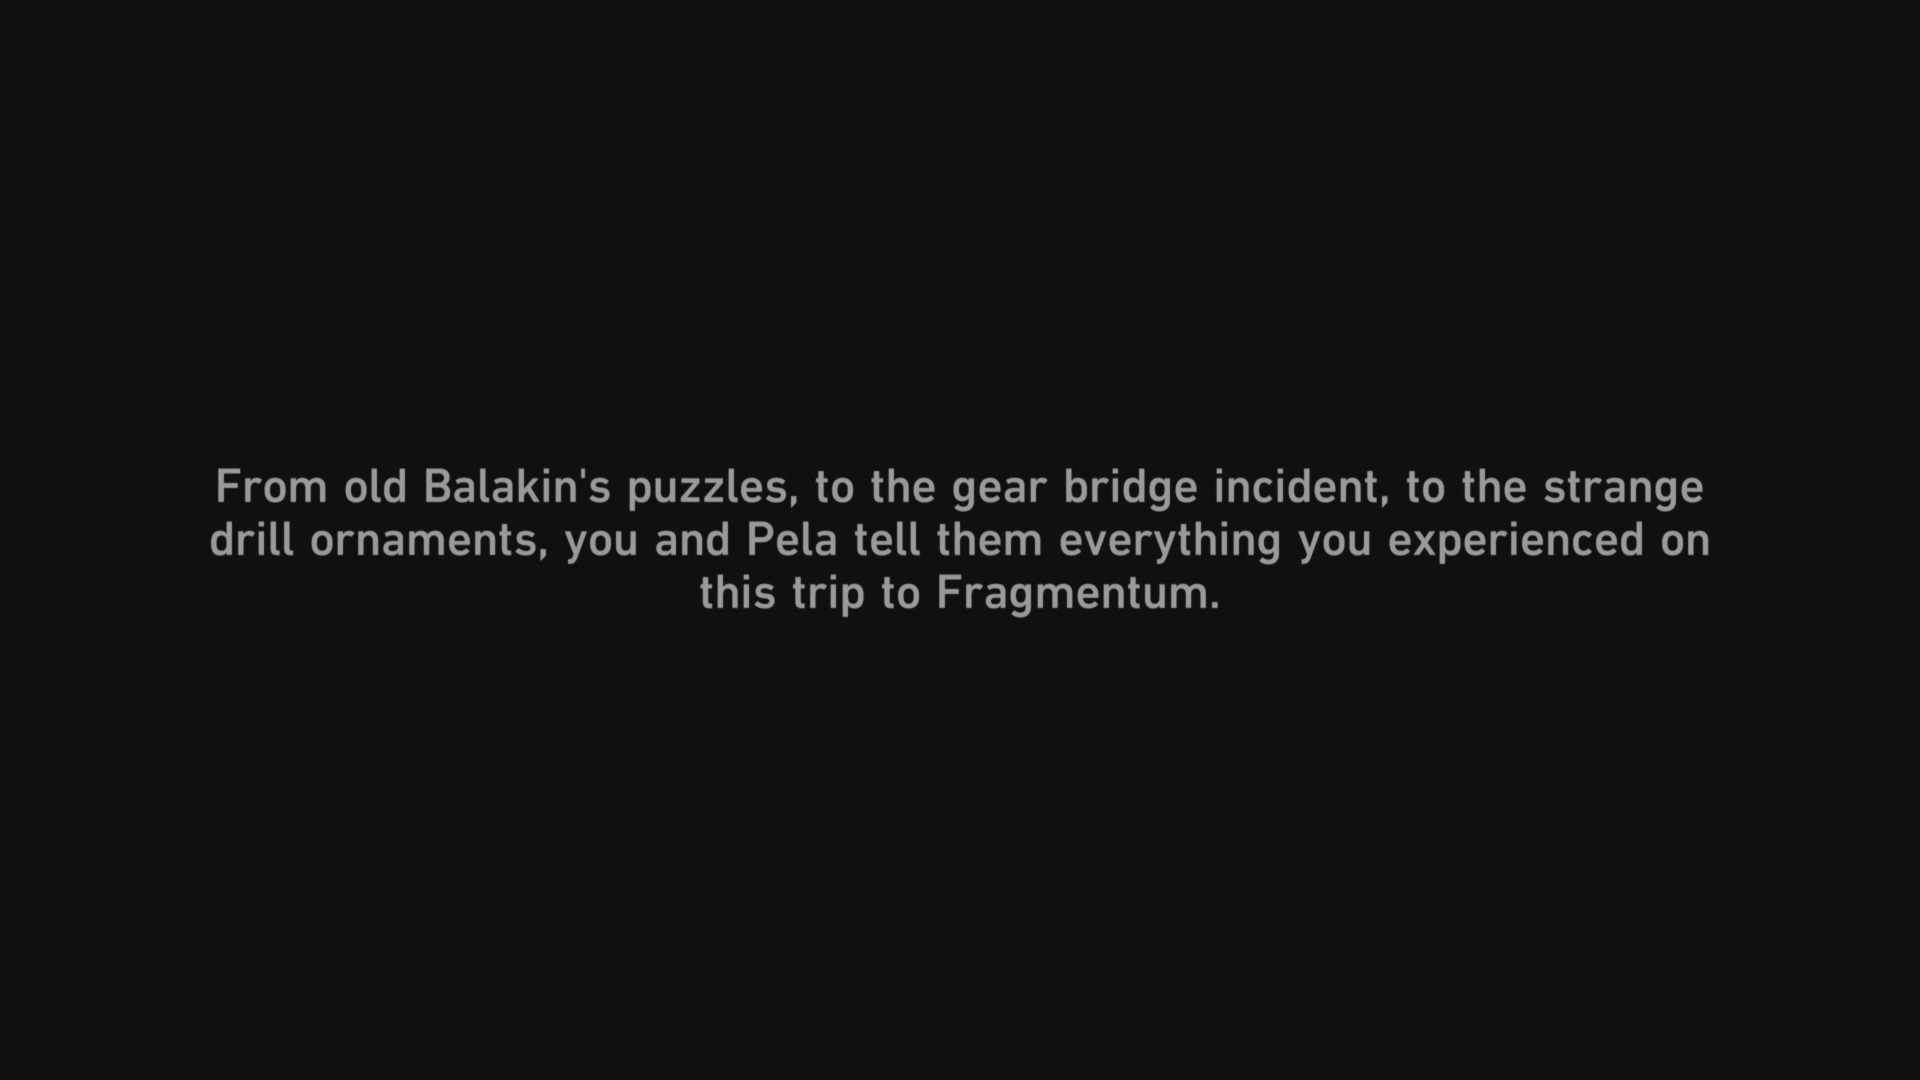 From old Balakin's puzzles, to the gear bridge incident, to the strange
drill ornaments, you and Pela tell them everything you experienced on
this trip to Fragmentum.